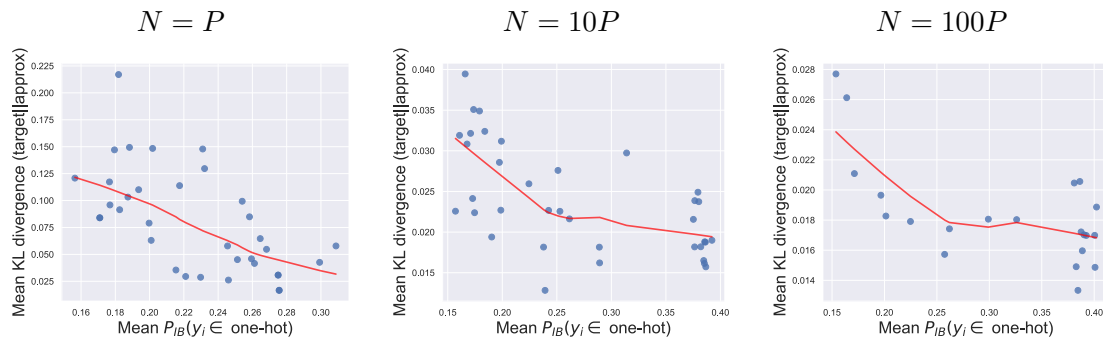 N = P
N = 10P
N = 100P
Mean KL divergence (target||approx)
0.225
0.200
0.175
0.150
0.125
0.100
0.075
0.050
0.025
0.16 0.18 0.20 0.22 0.24 0.26 0.28 0.30
Mean P_{IB}(y_i ∈ one-hot)
Mean KL divergence (target||approx)
0.040
0.035
0.030
0.025
0.020
0.015
0.15 0.20 0.25 0.30 0.35 0.40
Mean P_{IB}(y_i ∈ one-hot)
Mean KL divergence (target||approx)
0.028
0.026
0.024
0.022
0.020
0.018
0.016
0.014
0.15 0.20 0.25 0.30 0.35 0.40
Mean P_{IB}(y_i ∈ one-hot)